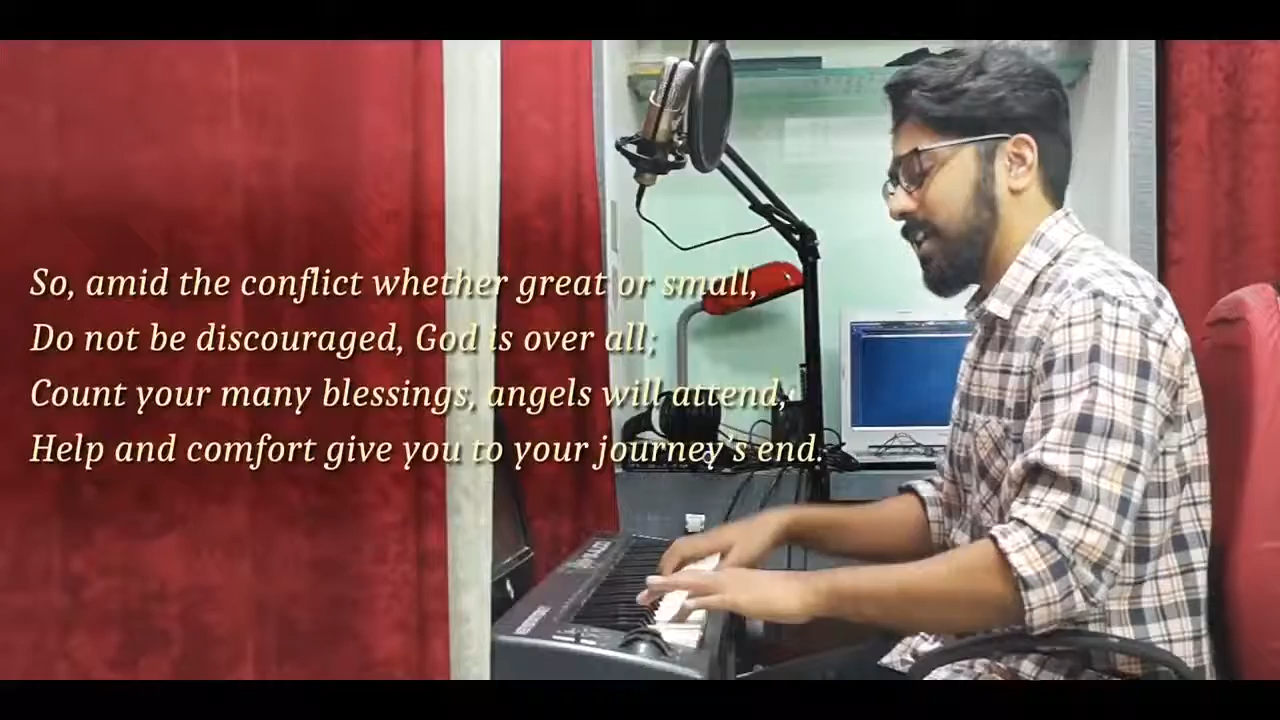 So, amid the conflict whether great or small,
Do not be discouraged, God is over all;
Count your many blessings, angels will attend,
Help and comfort give you to your journey's end.